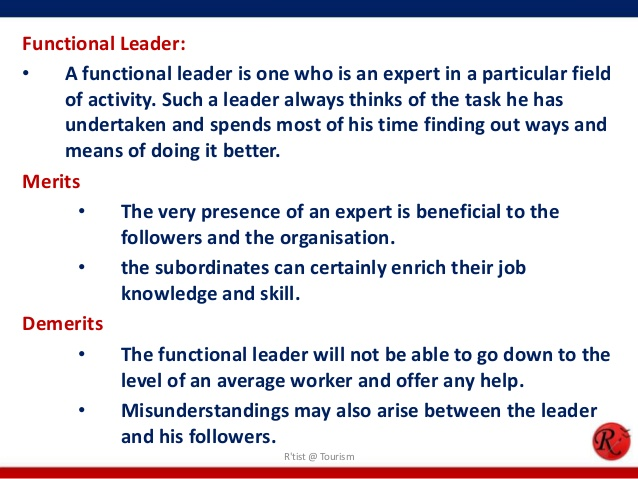 Functional Leader:
• A functional leader is one who is an expert in a particular field
of activity. Such a leader always thinks of the task he has
undertaken and spends most of his time finding out ways and
means of doing it better.
Merits
• The very presence of an expert is beneficial to the
followers and the organisation.
• the subordinates can certainly enrich their job
knowledge and skill.
Demerits
• The functional leader will not be able to go down to the
level of an average worker and offer any help.
• Misunderstandings may also arise between the leader
and his followers.
R'tist @ Tourism
R